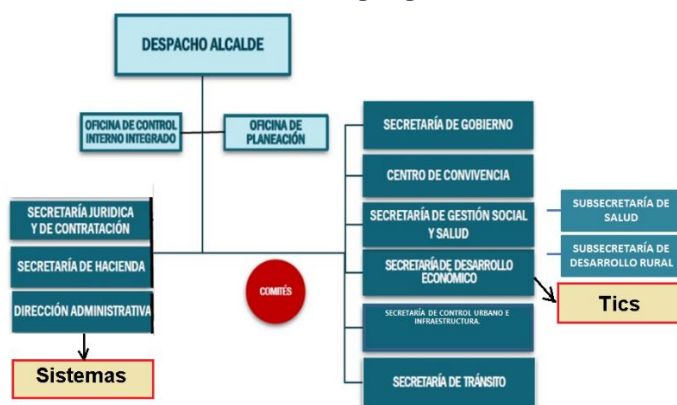 DESPACHO ALCALDE
OFICINA DE CONTROL
INTERNO INTEGRADO
OFICINA DE
PLANEACIÓN
SECRETARÍA JURIDICA
Y DE CONTRATACIÓN
SECRETARÍA DE HACIENDA
DIRECCIÓN ADMINISTRATIVA
Sistemas
COMITÉS
SECRETARÍA DE GOBIERNO
CENTRO DE CONVIVENCIA
SECRETARÍA DE GESTIÓN SOCIAL
Y SALUD
SECRETARÍA DE DESARROLLO
ECONÓMICO
SECRETARÍA DE CONTROL URBANO E
INFRAESTRUCTURA.
SECRETARÍA DE TRÁNSITO
SUBSECRETARÍA DE
SALUD
SUBSECRETARÍA DE
DESARROLLO RURAL
Tics